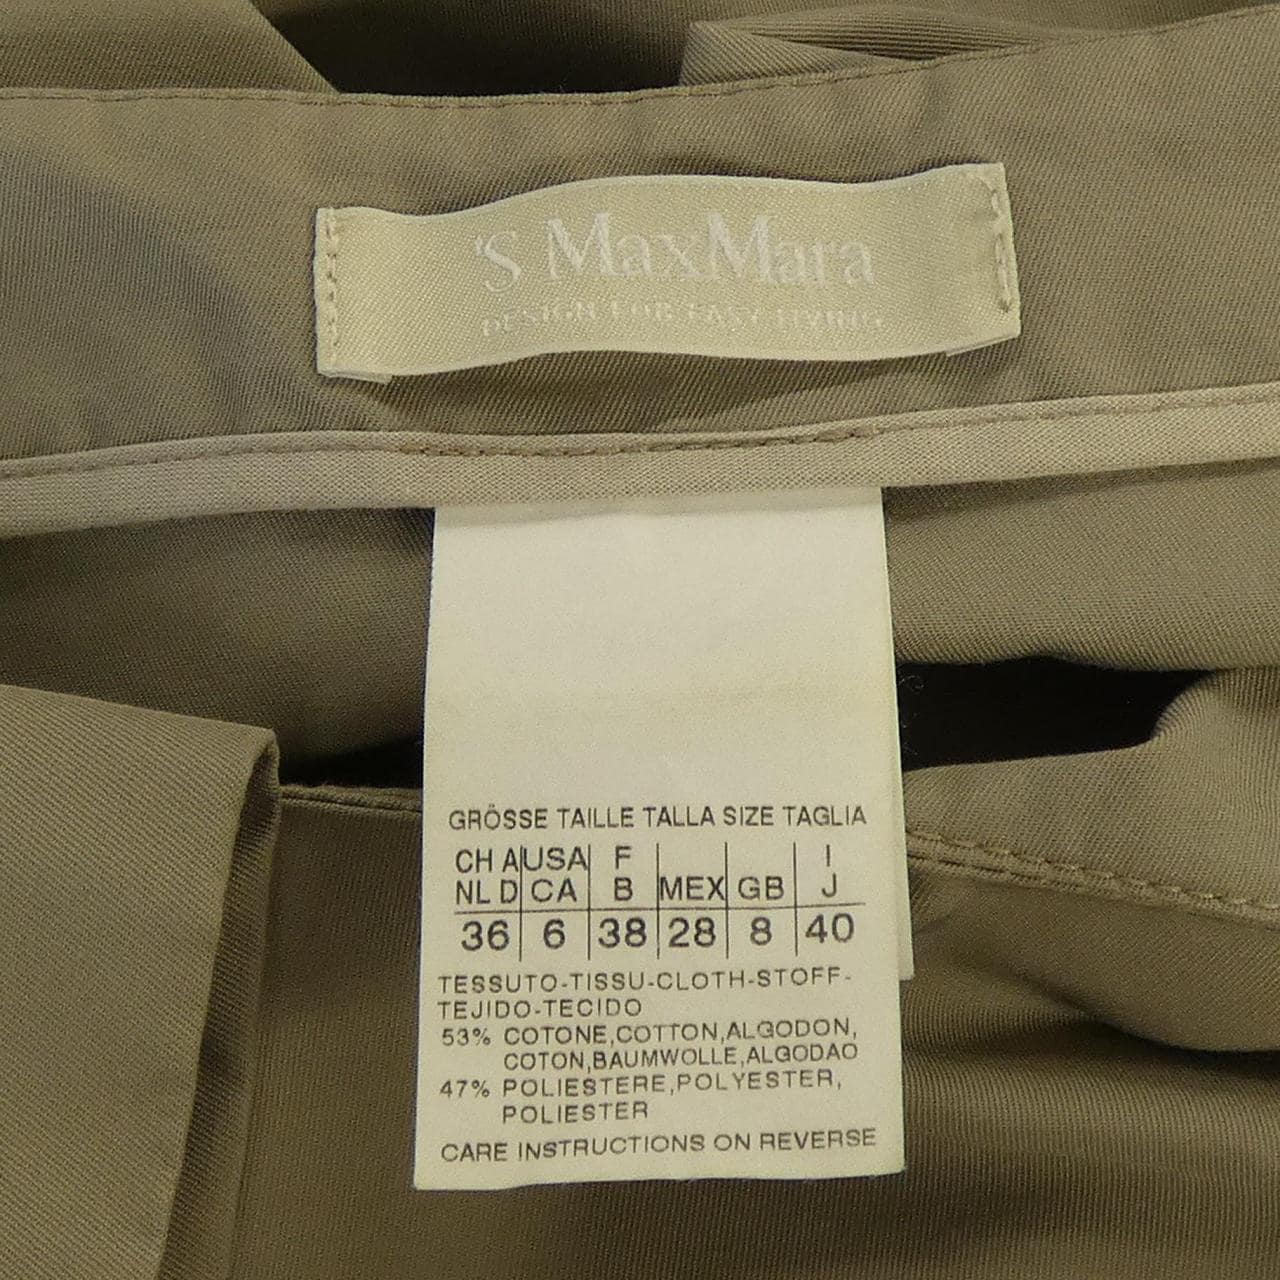 'S MaxMara
DESIGN FOR EASY LIVING
GRÖSSE TAILLE TALLA SIZE TAGLIA
CH A USA F I
NL D CA B MEX GB J
36 6 38 28 8 40
TESSUTO-TISSU-CLOTH-STOFF-
TEJIDO-TECIDO
53% COTONE,COTTON,ALGODON,
COTON,BAUMWOLLE,ALGODAO
47% POLIESTERE,POLYESTER,
POLIESTER
CARE INSTRUCTIONS ON REVERSE